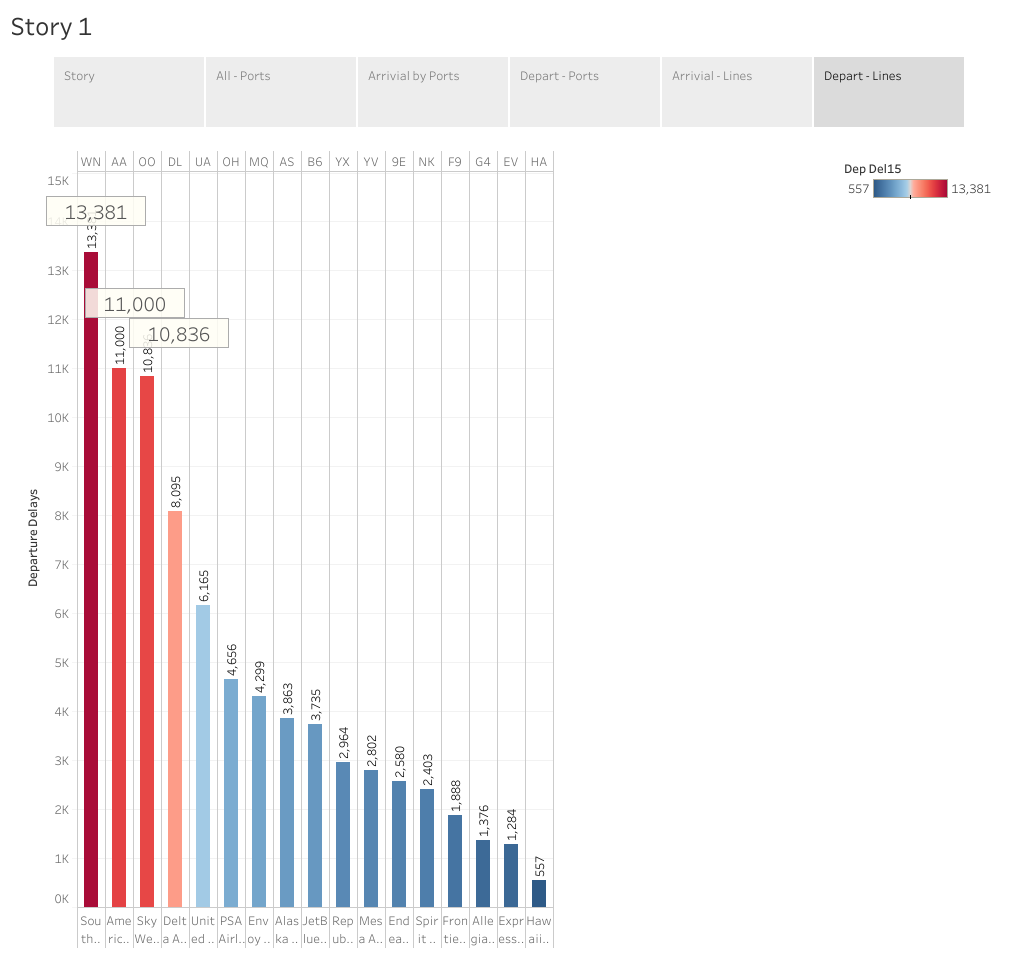 Story 1
Story
All - Ports
Arrivial by Ports
Depart - Ports
Arrivial - Lines
Depart - Lines
WN AA OO DL UA OH MQ AS B6 YX YV 9E NK F9 G4 EV HA
Dep Del15
557 13,381
15K
13,381
13K
11,000
12K
10,836
11,000
11K
10K
9K
8,095
8K
Departure Delays
7K
6,165
6K
5K
4,656
4,299
4K
3,863
3,735
3K
2,964
2,802
2,580
2,403
2K
1,888
1,376
1,284
1K
557
0K
Sou Ame Sky Delt Unit PSA Env Alas JetB Rep Mes End Spir Fron Alle Expr Haw
th.. ric.. We.. a A.. ed .. Airl.. oy .. ka .. lue.. ub.. a A.. ea.. it .. tie.. gia.. ess.. aii..